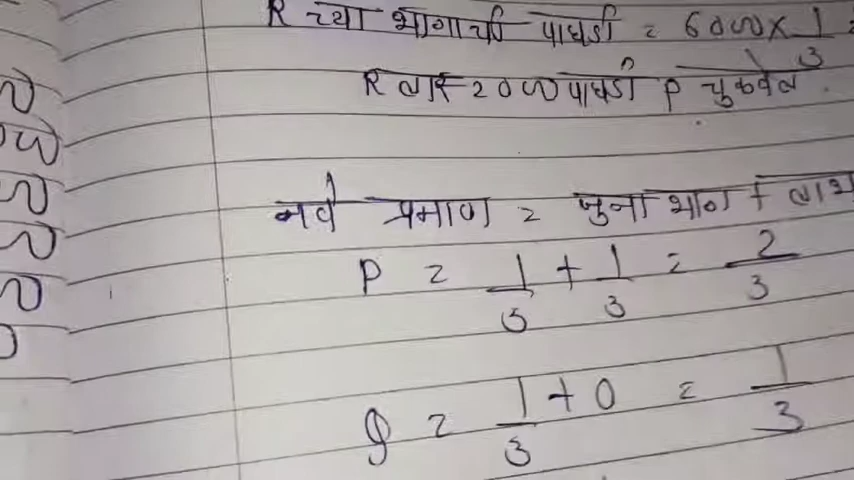 R च्या भागाची पाघडी = 6000 × 1/3 =
R लार 2000 पाघडी P चुकवेल.
नवे प्रमाण = जुना भाग + लाभ
P = 1/3 + 1/3 = 2/3
Q = 1/3 + 0 = 1/3